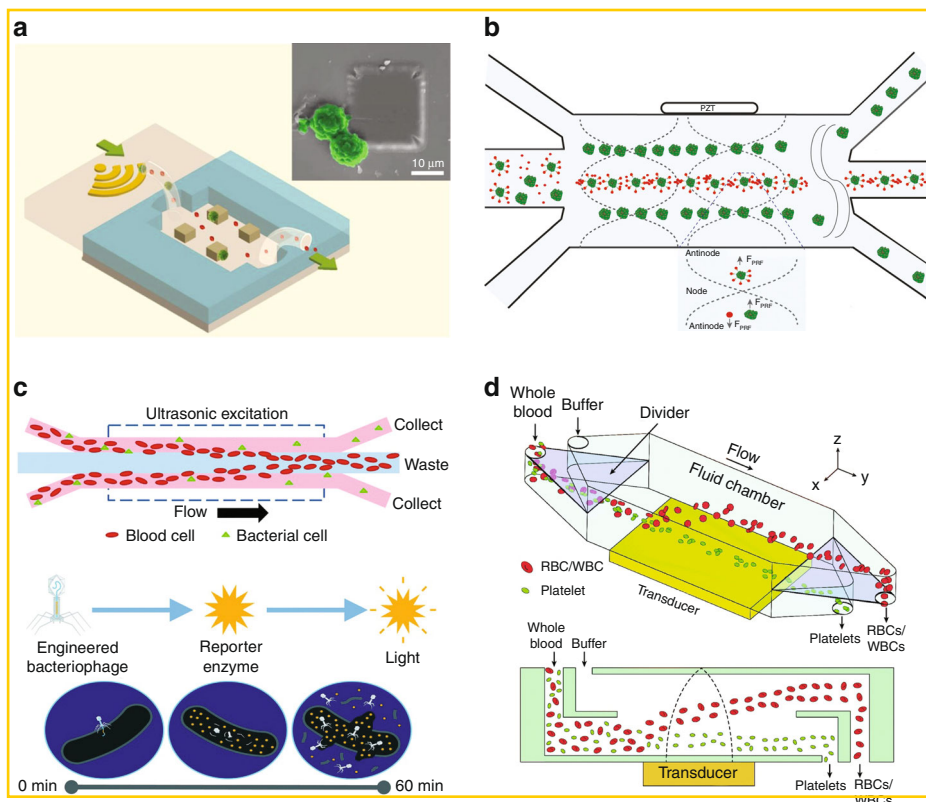 a
10 μm
b
PZT
Antinode
F_PRF
Node
F_PRF
Antinode
F_PRF
c
Ultrasonic excitation
Collect
Waste
Collect
Flow
Blood cell
Bacterial cell
Engineered
bacteriophage
Reporter
enzyme
Light
0 min
60 min
d
Whole
blood
Buffer
Divider
Flow
Fluid chamber
z
x
y
RBC/WBC
Platelet
Transducer
Platelets
RBCs/
WBCs
Whole
blood
Buffer
Transducer
Platelets
RBCs/
WBCs